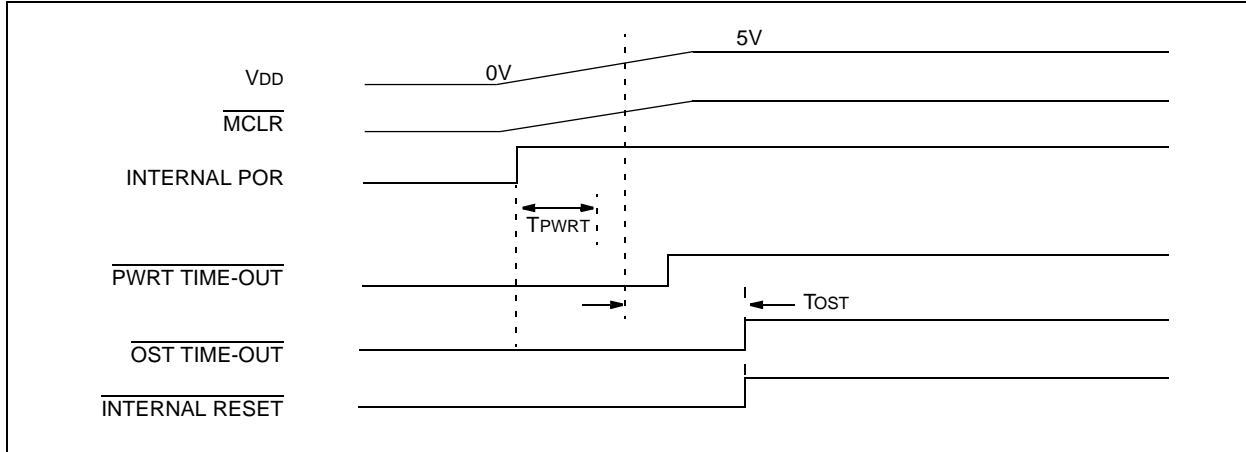 5V
VDD
0V
MCLR
INTERNAL POR
TPWRT
PWRT TIME-OUT
TOST
OST TIME-OUT
INTERNAL RESET